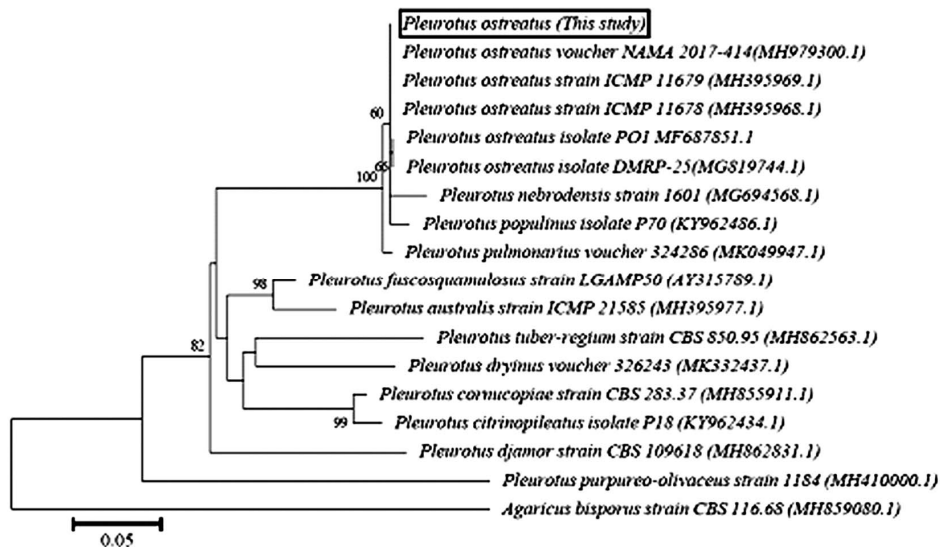 Pleurotus ostreatus (This study)
Pleurotus ostreatus voucher NAMA 2017-414(MH979300.1)
Pleurotus ostreatus strain ICMP 11679 (MH395969.1)
Pleurotus ostreatus strain ICMP 11678 (MH395968.1)
60
Pleurotus ostreatus isolate PO1 MF687851.1
66
Pleurotus ostreatus isolate DMRP-25(MG819744.1)
100
Pleurotus nebrodensis strain 1601 (MG694568.1)
Pleurotus populinus isolate P70 (KY962486.1)
Pleurotus pulmonarius voucher 324286 (MK049947.1)
98
Pleurotus fuscosquamulosus strain LGAMP50 (AY315789.1)
Pleurotus australis strain ICMP 21585 (MH395977.1)
Pleurotus tuber-regium strain CBS 850.95 (MH862563.1)
82
Pleurotus dryinus voucher 326243 (MK332437.1)
Pleurotus cornucopiae strain CBS 283.37 (MH855911.1)
99
Pleurotus citrinopileatus isolate P18 (KY962434.1)
Pleurotus djamor strain CBS 109618 (MH862831.1)
Pleurotus purpureo-olivaceus strain 1184 (MH410000.1)
Agaricus bisporus strain CBS 116.68 (MH859080.1)
0.05